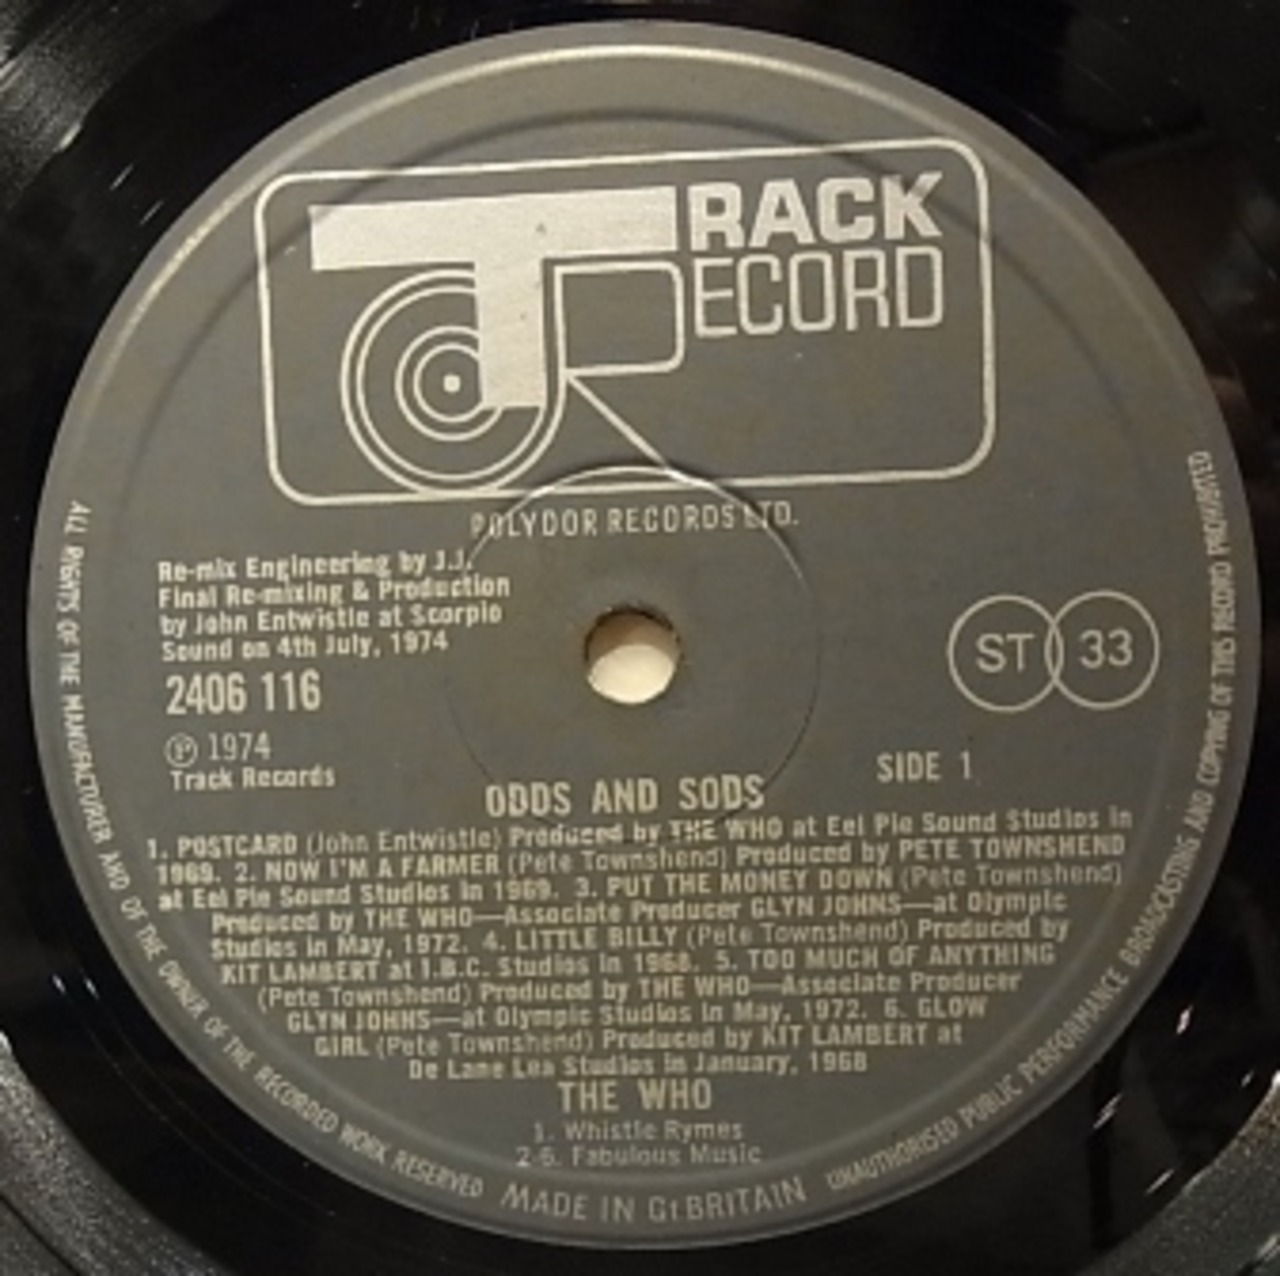 TRACK
RECORD
POLYDOR RECORDS LTD.
Re-mix Engineering by J.J.
Final Re-mixing & Production
by John Entwistle at Scorpio
Sound on 4th July, 1974
2406 116
℗ 1974
Track Records
ST 33
SIDE 1
ODDS AND SODS
1. POSTCARD (John Entwistle) Produced by THE WHO at Eel Pie Sound Studios in
1969. 2. NOW I'M A FARMER (Pete Townshend) Produced by PETE TOWNSHEND
at Eel Pie Sound Studios in 1969. 3. PUT THE MONEY DOWN (Pete Townshend)
Produced by THE WHO—Associate Producer GLYN JOHNS—at Olympic
Studios in May, 1972. 4. LITTLE BILLY (Pete Townshend) Produced by
KIT LAMBERT at I.B.C. Studios in 1968. 5. TOO MUCH OF ANYTHING
(Pete Townshend) Produced by THE WHO—Associate Producer
GLYN JOHNS—at Olympic Studios in May, 1972. 6. GLOW
GIRL (Pete Townshend) Produced by KIT LAMBERT at
De Lane Lea Studios in January, 1968
THE WHO
1. Whistle Rymes
2-6. Fabulous Music
ALL RIGHTS OF THE MANUFACTURER AND OF THE OWNER OF THE RECORDED WORK RESERVED
MADE IN Gt BRITAIN
UNAUTHORISED PUBLIC PERFORMANCE BROADCASTING AND COPYING OF THIS RECORD PROHIBITED